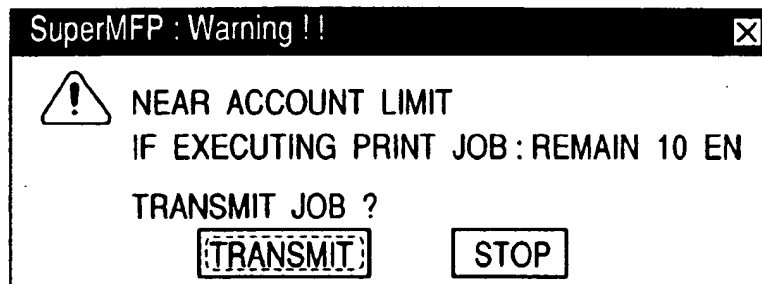 SuperMFP : Warning ! !
NEAR ACCOUNT LIMIT
IF EXECUTING PRINT JOB : REMAIN 10 EN
TRANSMIT JOB ?
TRANSMIT STOP